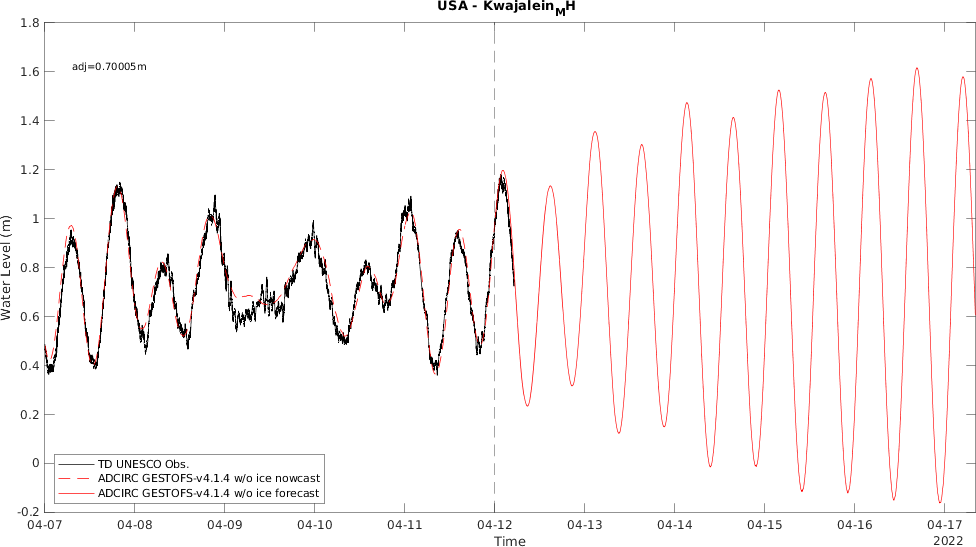 USA - Kwajalein_MH
1.8
1.6
1.4
1.2
1
0.8
0.6
0.4
0.2
0
-0.2
Water Level (m)
adj=0.70005m
TD UNESCO Obs.
ADCIRC GESTOFS-v4.1.4 w/o ice nowcast
ADCIRC GESTOFS-v4.1.4 w/o ice forecast
04-07 04-08 04-09 04-10 04-11 04-12 04-13 04-14 04-15 04-16 04-17
Time
2022